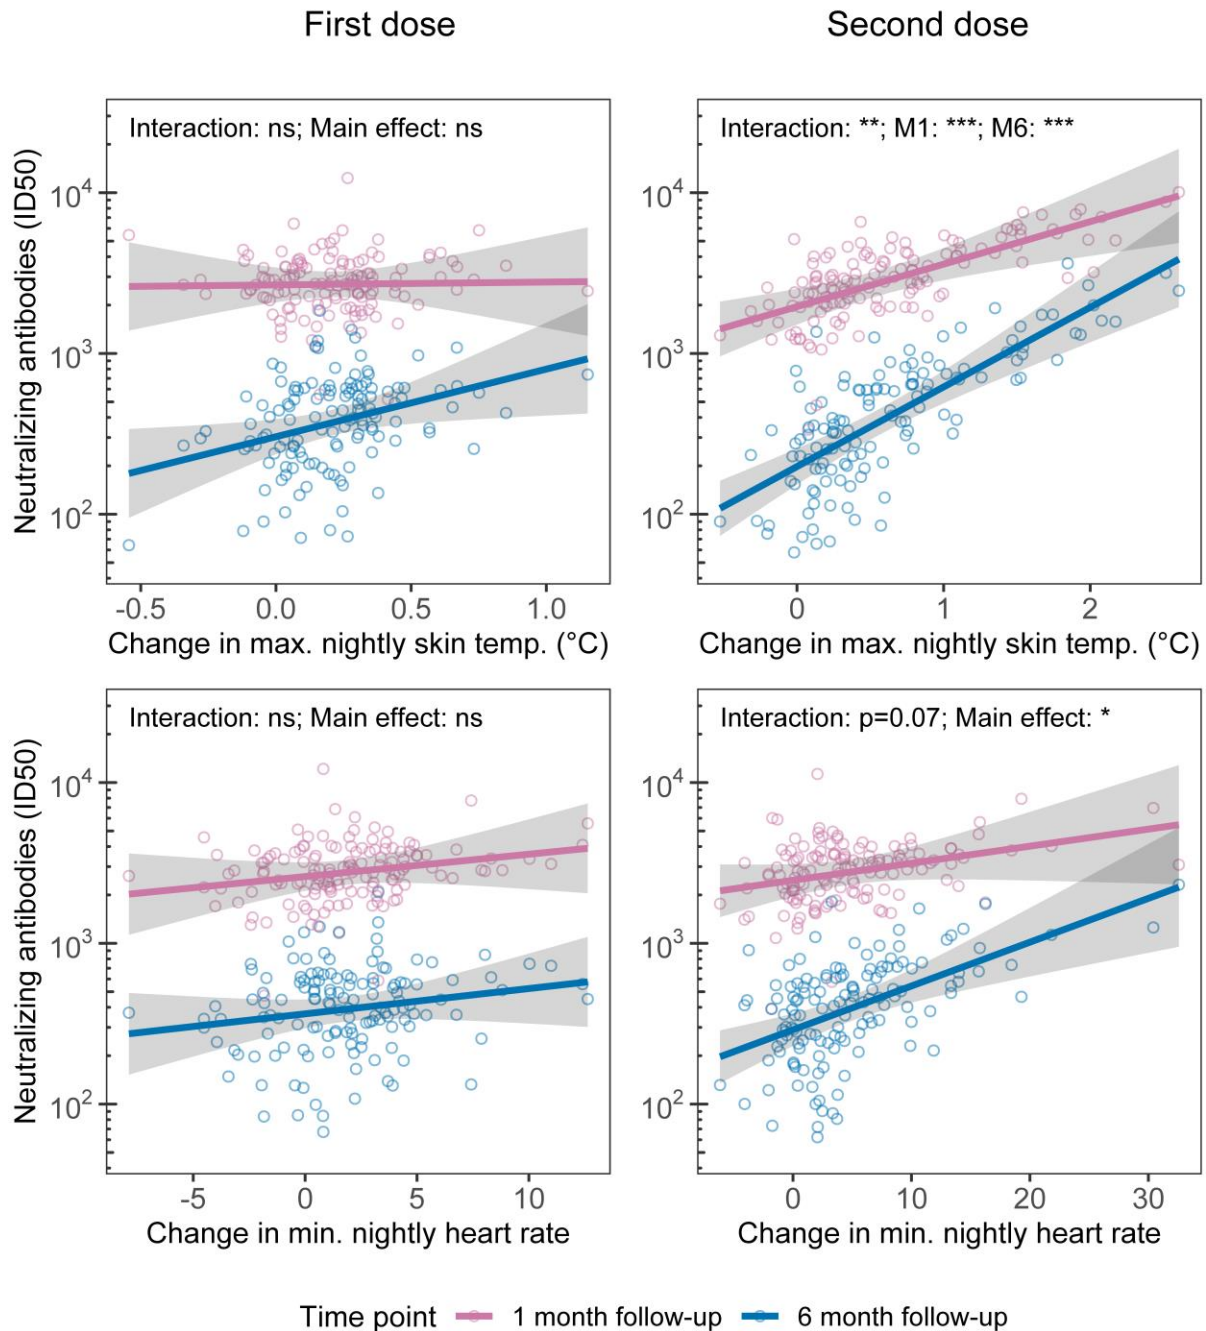 First dose
Second dose
Neutralizing antibodies (ID50)
Interaction: ns; Main effect: ns
10⁴
10³
10²
-0.5 0.0 0.5 1.0
Change in max. nightly skin temp. (°C)
Interaction: **; M1: ***; M6: ***
10⁴
10³
10²
0 1 2
Change in max. nightly skin temp. (°C)
Neutralizing antibodies (ID50)
Interaction: ns; Main effect: ns
10⁴
10³
10²
-5 0 5 10
Change in min. nightly heart rate
Interaction: p=0.07; Main effect: *
10⁴
10³
10²
0 10 20 30
Change in min. nightly heart rate
Time point 1 month follow-up 6 month follow-up